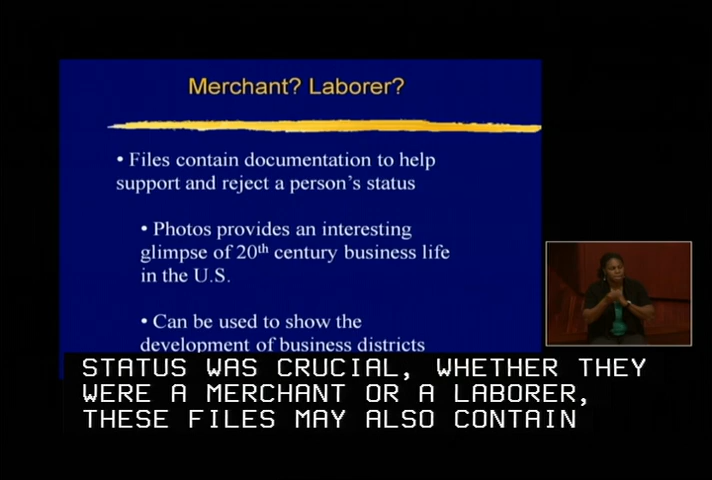 Merchant? Laborer?
• Files contain documentation to help
support and reject a person's status
• Photos provides an interesting
glimpse of 20th century business life
in the U.S.
• Can be used to show the
development of business districts
STATUS WAS CRUCIAL, WHETHER THEY
WERE A MERCHANT OR A LABORER,
THESE FILES MAY ALSO CONTAIN